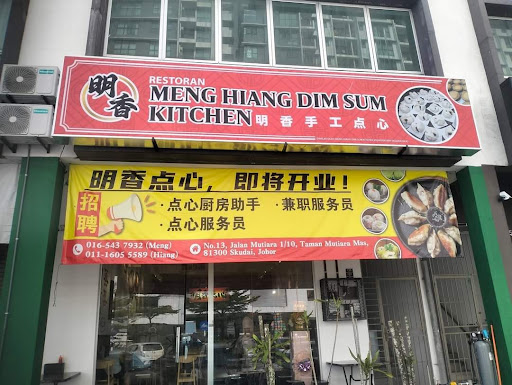 明香
RESTORAN
MENG HIANG DIM SUM
KITCHEN 明香手工点心
明香点心，即将开业！
招聘
·点心厨房助手 ·兼职服务员
·点心服务员
016-543 7932 (Meng)
011-1605 5589 (Hiang)
No.13, Jalan Mutiara 1/10, Taman Mutiara Mas,
81300 Skudai, Johor